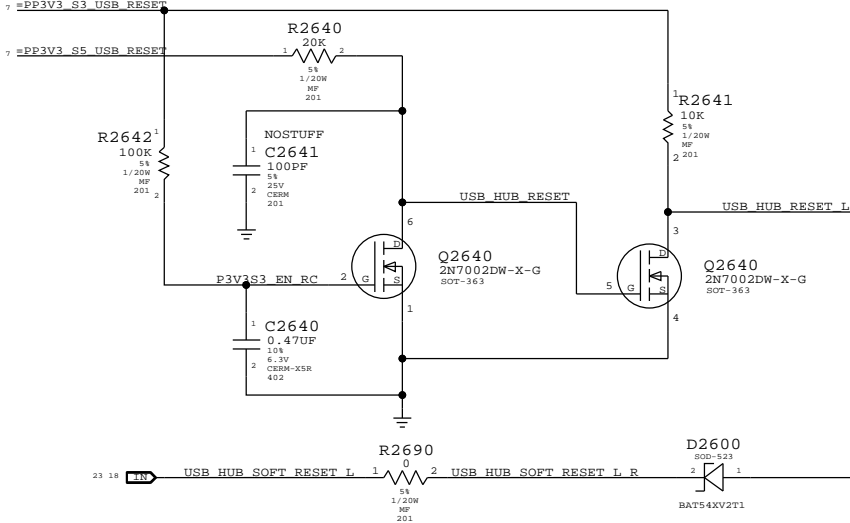 7 =PP3V3_S3_USB_RESET
7 =PP3V3_S5_USB_RESET
R2640
20K
1 2
5%
1/20W
MF
201
R2641
1
10K
5%
1/20W
MF
2 201
R2642
1
100K
5%
1/20W
MF
201
2
NOSTUFF
1 C2641
100PF
5%
2 25V
CERM
201
USB_HUB_RESET
USB_HUB_RESET_L
6
D
Q2640
2N7002DW-X-G
SOT-363
2 G S
1
3
D
Q2640
2N7002DW-X-G
SOT-363
5 G S
4
P3V3S3_EN_RC
1 C2640
0.47UF
10%
2 6.3V
CERM-X5R
402
23 18 IN
USB_HUB_SOFT_RESET_L
R2690
0
1 2
5%
1/20W
MF
201
USB_HUB_SOFT_RESET_L_R
D2600
SOD-523
2 1
BAT54XV2T1